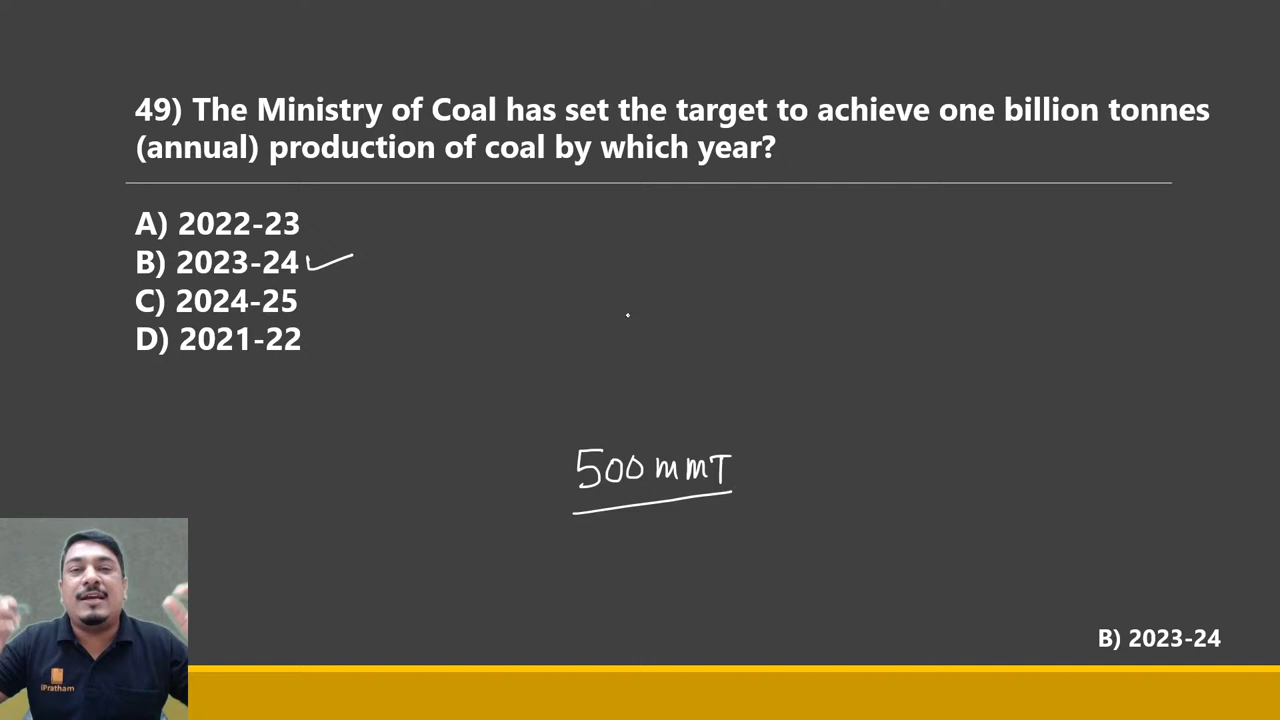 49) The Ministry of Coal has set the target to achieve one billion tonnes
(annual) production of coal by which year?
A) 2022-23
B) 2023-24
C) 2024-25
D) 2021-22
500 mmT
B) 2023-24
IPratham